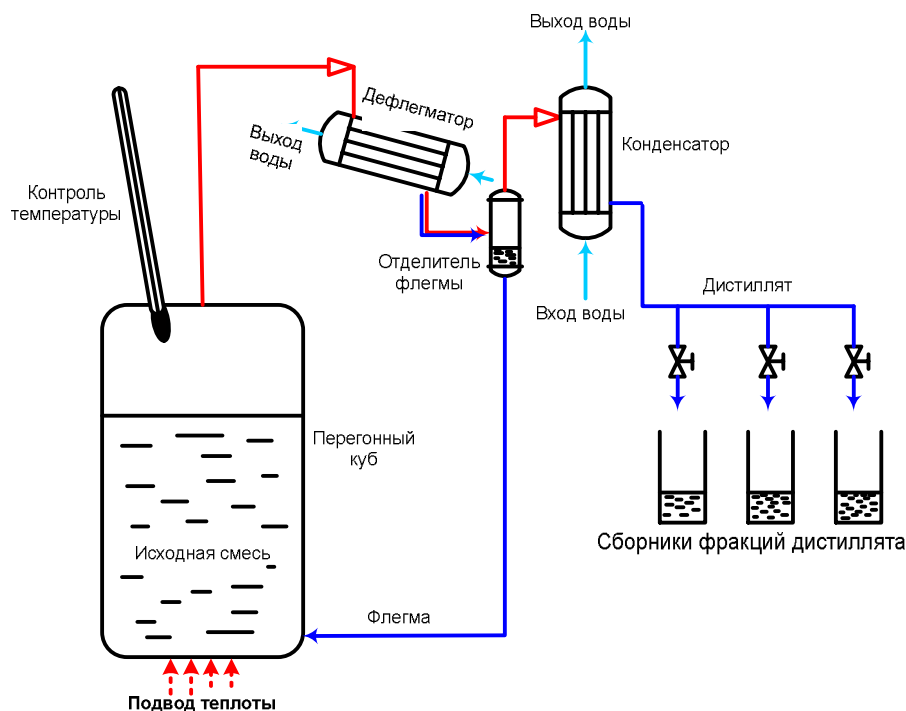 Выход воды
Дефлегматор
Выход
воды
Конденсатор
Контроль
температуры
Отделитель
флегмы
Дистиллят
Вход воды
Перегонный
куб
Сборники фракций дистиллята
Исходная смесь
Флегма
Подвод теплоты